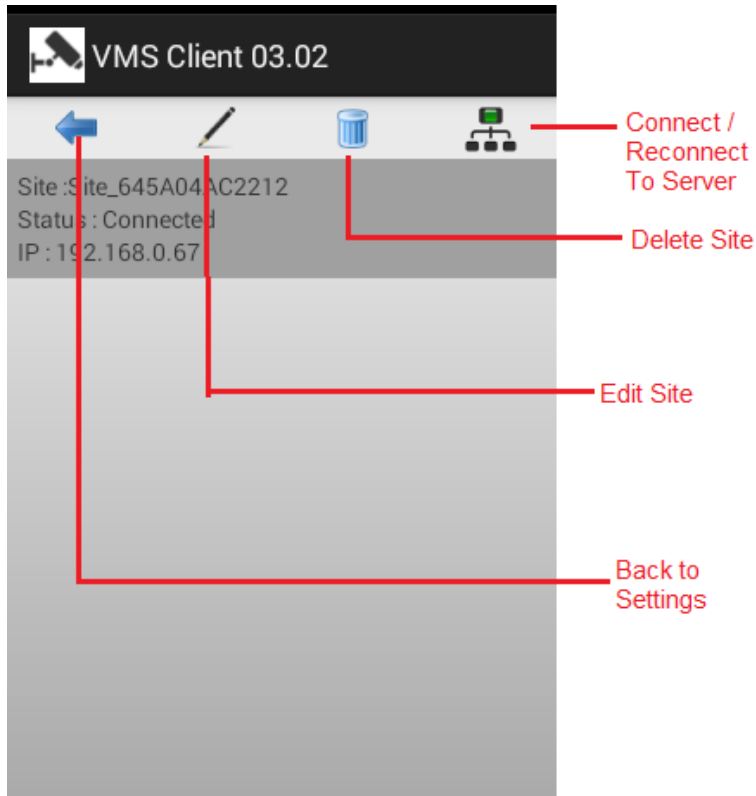 VMS Client 03.02
Connect /
Reconnect
To Server
Site :Site_645A04AC2212
Status : Connected
IP : 192.168.0.67
Delete Site
Edit Site
Back to
Settings